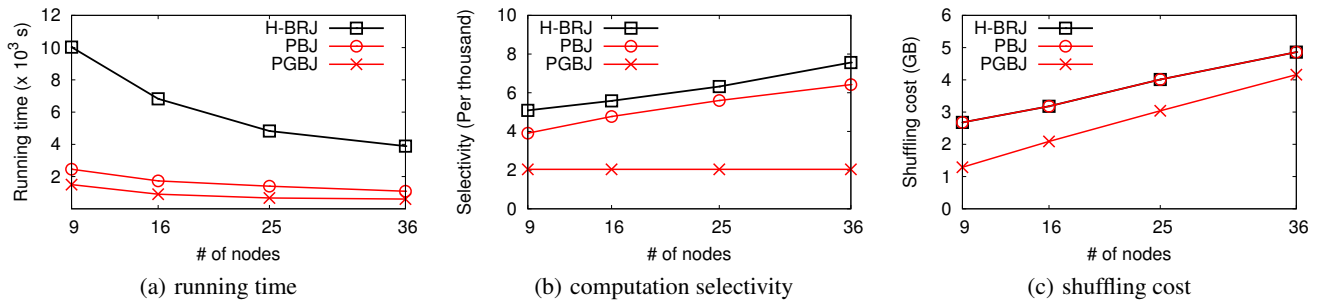 12
10
8
6
4
2
9
16
25
36
Running time (x 10³ s)
# of nodes
H-BRJ
PBJ
PGBJ
(a) running time
10
8
6
4
2
0
9
16
25
36
Selectivity (Per thousand)
# of nodes
H-BRJ
PBJ
PGBJ
(b) computation selectivity
6
5
4
3
2
1
0
9
16
25
36
Shuffling cost (GB)
# of nodes
H-BRJ
PBJ
PGBJ
(c) shuffling cost